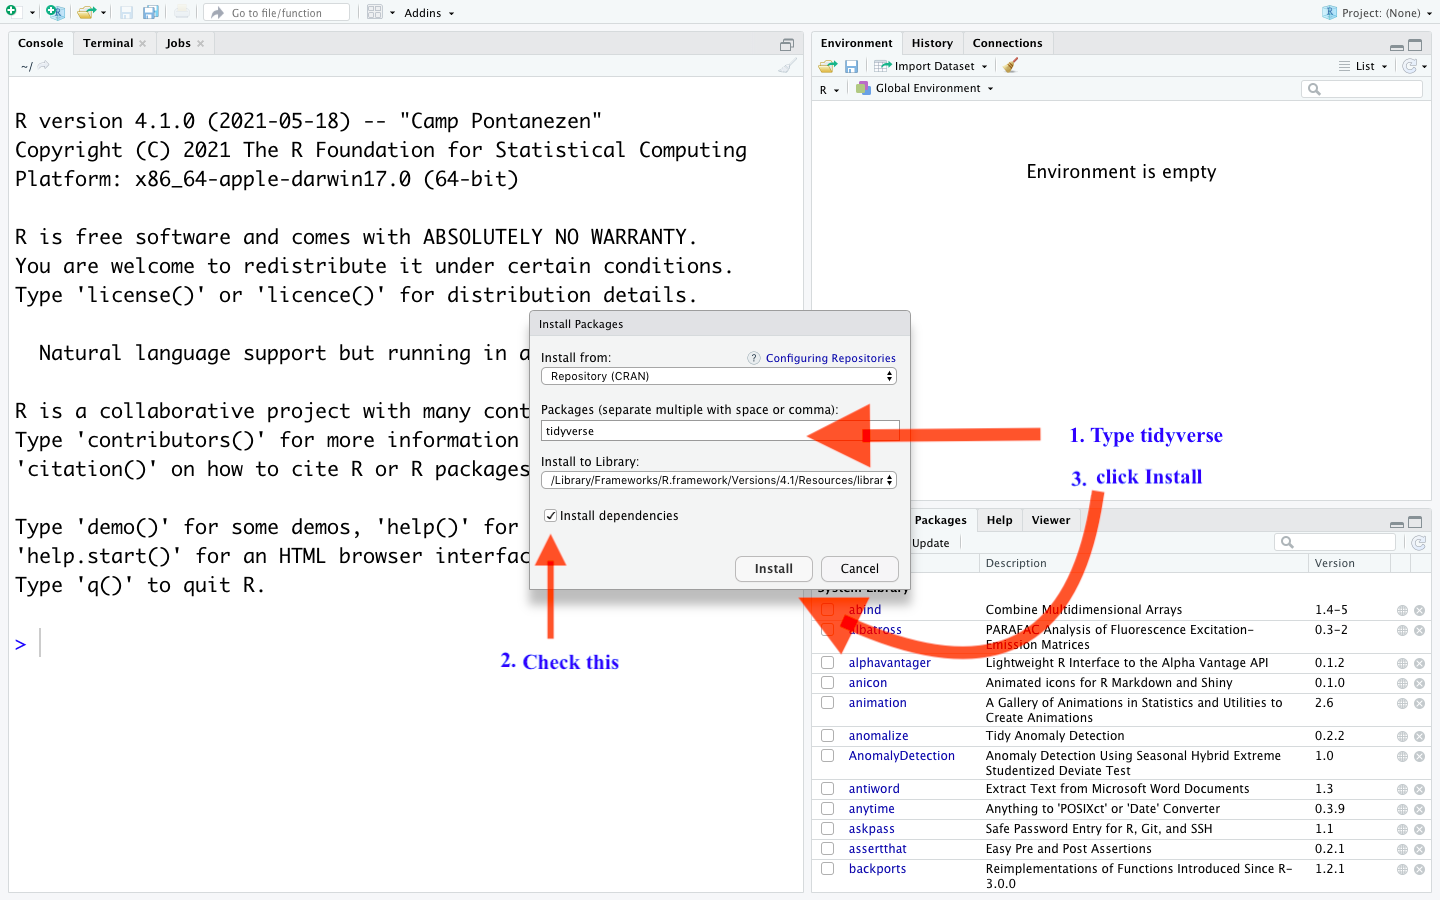 Go to file/function
Addins
Project: (None)
Console
Terminal
Jobs
~/
R version 4.1.0 (2021-05-18) -- "Camp Pontanezen"
Copyright (C) 2021 The R Foundation for Statistical Computing
Platform: x86_64-apple-darwin17.0 (64-bit)
R is free software and comes with ABSOLUTELY NO WARRANTY.
You are welcome to redistribute it under certain conditions.
Type 'license()' or 'licence()' for distribution details.
Natural language support but running in a
R is a collaborative project with many cont
Type 'contributors()' for more information
'citation()' on how to cite R or R packages
Type 'demo()' for some demos, 'help()' for
'help.start()' for an HTML browser interfac
Type 'q()' to quit R.
>
Install Packages
Install from:
? Configuring Repositories
Repository (CRAN)
Packages (separate multiple with space or comma):
tidyverse
Install to Library:
/Library/Frameworks/R.framework/Versions/4.1/Resources/librar
Install dependencies
Install
Cancel
1. Type tidyverse
2. Check this
3. click Install
Environment
History
Connections
Import Dataset
List
R
Global Environment
Environment is empty
Packages
Help
Viewer
Update
Description
Version
System Library
abind Combine Multidimensional Arrays 1.4-5
albatross PARAFAC Analysis of Fluorescence Excitation- 0.3-2
Emission Matrices
alphavantager Lightweight R Interface to the Alpha Vantage API 0.1.2
anicon Animated icons for R Markdown and Shiny 0.1.0
animation A Gallery of Animations in Statistics and Utilities to 2.6
Create Animations
anomalize Tidy Anomaly Detection 0.2.2
AnomalyDetection Anomaly Detection Using Seasonal Hybrid Extreme 1.0
Studentized Deviate Test
antiword Extract Text from Microsoft Word Documents 1.3
anytime Anything to 'POSIXct' or 'Date' Converter 0.3.9
askpass Safe Password Entry for R, Git, and SSH 1.1
assertthat Easy Pre and Post Assertions 0.2.1
backports Reimplementations of Functions Introduced Since R- 1.2.1
3.0.0